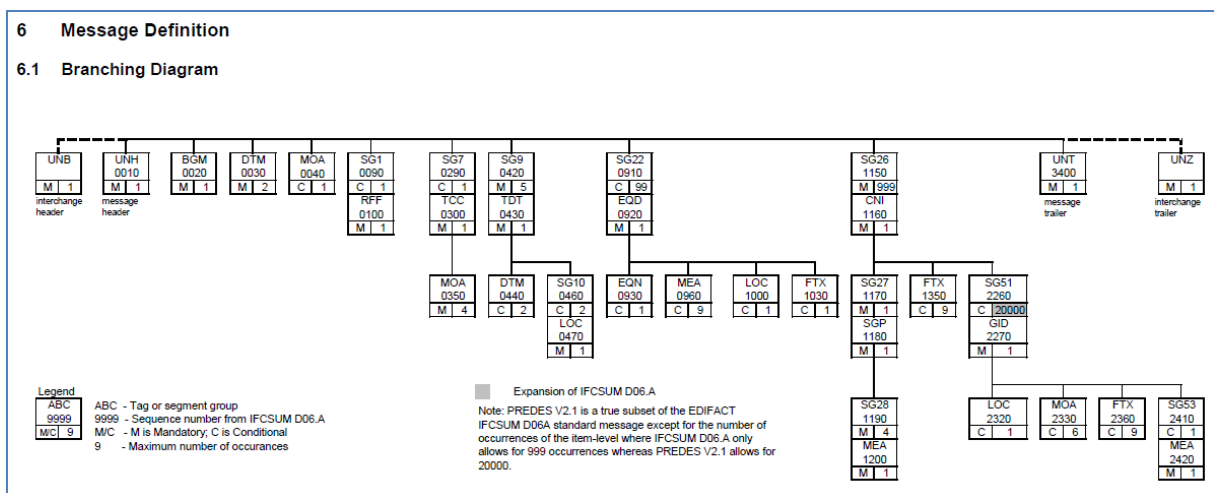 6 Message Definition
6.1 Branching Diagram
UNB UNH BGM DTM MOA SG1 SG7 SG9 SG22 SG26 UNT UNZ
0010 0020 0030 0040 0090 0290 0420 0910 1150 3400
M 1 M 1 M 1 M 2 C 1 C 1 C 1 M 5 C 99 M 999 M 1 M 1
interchange header
message header
RFF TCC TDT EQD CNI
0100 0300 0430 0920 1160
M 1 M 1 M 1 M 1 M 1
message trailer
interchange trailer
MOA DTM SG10 EQN MEA LOC FTX SG27 FTX SG51
0350 0440 0460 0930 0960 1000 1030 1170 1350 2260
M 4 C 2 C 2 C 1 C 9 C 1 C 1 M 1 C 9 C 20000
LOC SGP GID
0470 1180 2270
M 1 M 1 M 1
Legend
ABC
9999
M/C 9
ABC - Tag or segment group
9999 - Sequence number from IFCSUM D06.A
M/C - M is Mandatory; C is Conditional
9 - Maximum number of occurances
Expansion of IFCSUM D06.A
Note: PREDES V2.1 is a true subset of the EDIFACT
IFCSUM D06A standard message except for the number of
occurrences of the item-level where IFCSUM D06.A only
allows for 999 occurrences whereas PREDES V2.1 allows for
20000.
SG28 LOC MOA FTX SG53
1190 2320 2330 2360 2410
M 4 C 1 C 6 C 9 C 1
MEA MEA
1200 2420
M 1 M 1